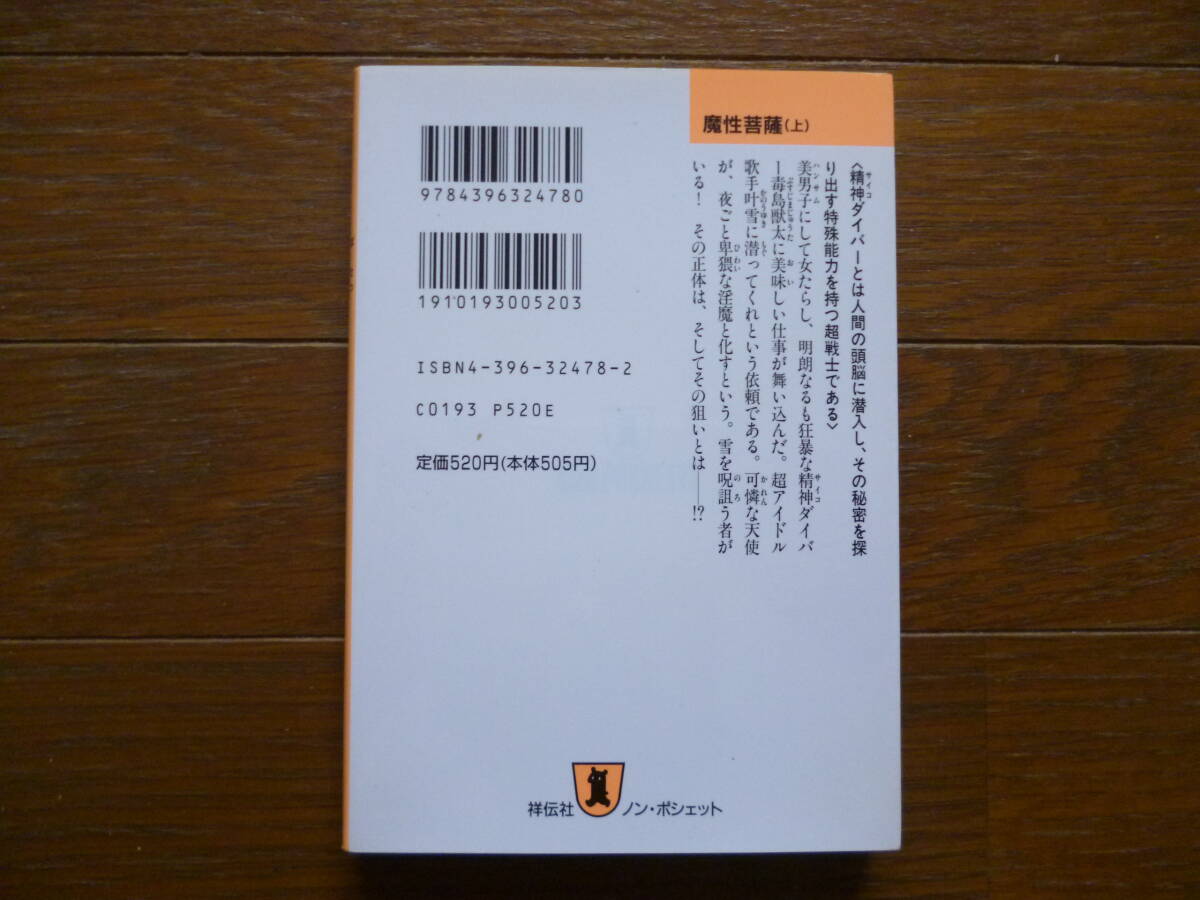 魔性菩薩(上)
〈精神ダイバーとは人間の頭脳に潜入し、その秘密を探
り出す特殊能力を持つ超戦士である〉
美男子にして女たらし、明朗なるも狂暴な精神ダイバ
ー毒島獣太に美味しい仕事が舞い込んだ。超アイドル
歌手叶雪に潜ってくれという依頼である。可憐な天使
が、夜ごと卑猥な淫魔と化すという。雪を呪詛う者が
いる! その正体は、そしてその狙いとは――!?
9784396324780
1910193005203
ISBN4-396-32478-2
C0193 P520E
定価520円(本体505円)
祥伝社
ノン・ポシェット